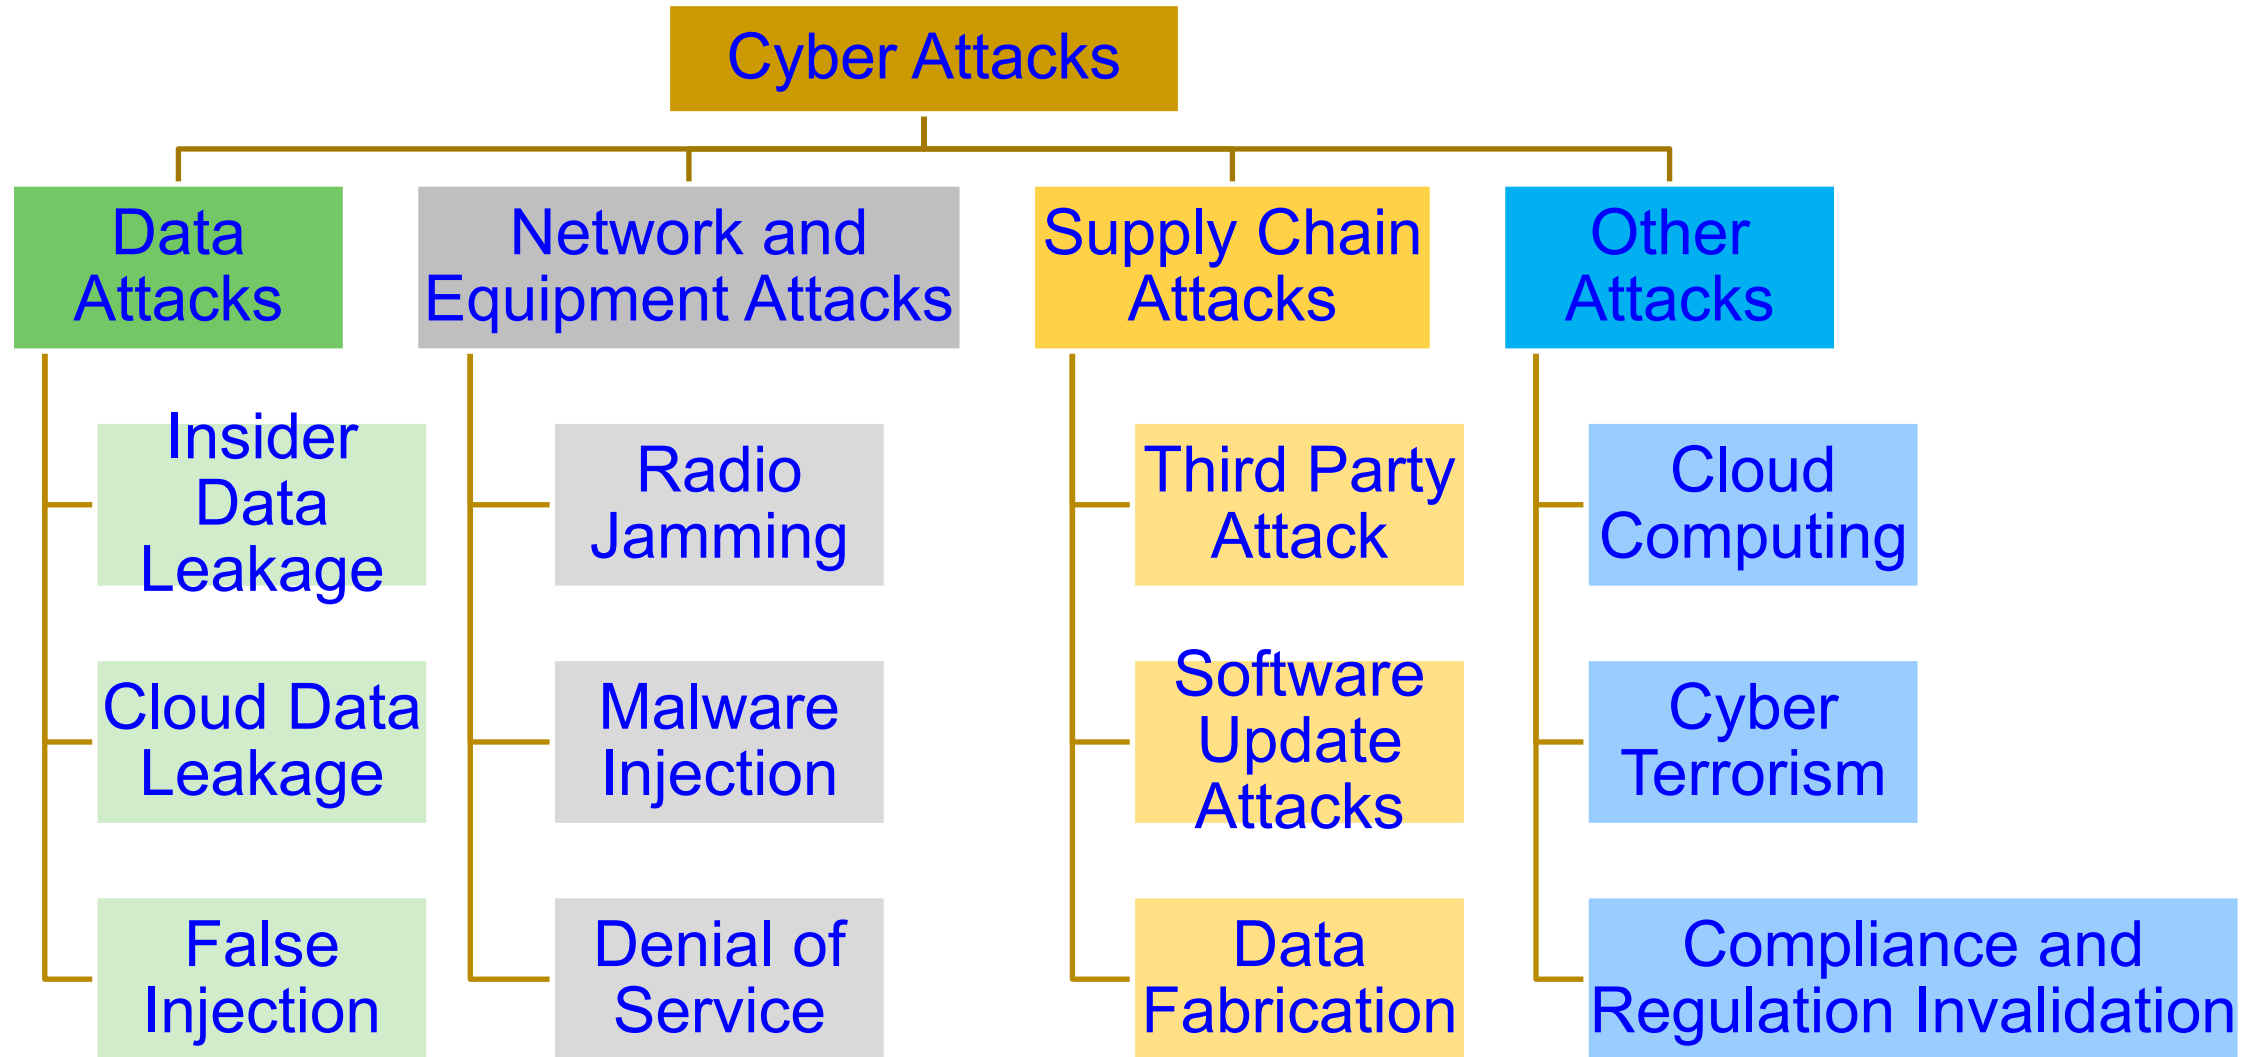 Cyber Attacks
Data
Attacks
Network and
Equipment Attacks
Supply Chain
Attacks
Other
Attacks
Insider
Data
Leakage
Cloud Data
Leakage
False
Injection
Radio
Jamming
Malware
Injection
Denial of
Service
Third Party
Attack
Software
Update
Attacks
Data
Fabrication
Cloud
Computing
Cyber
Terrorism
Compliance and
Regulation Invalidation